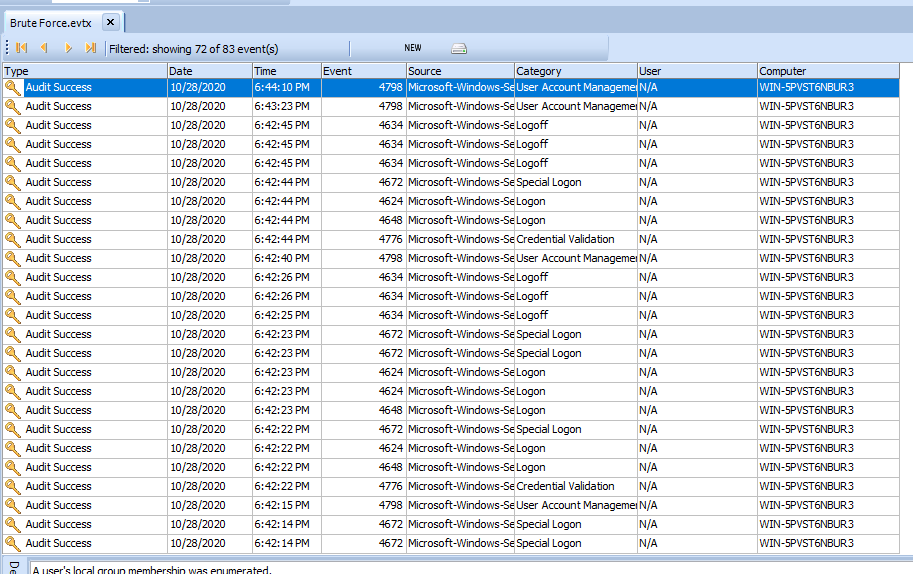 Brute Force.evtx
Filtered: showing 72 of 83 event(s) NEW
Type Date Time Event Source Category User Computer
Audit Success 10/28/2020 6:44:10 PM 4798 Microsoft-Windows-Se User Account Manageme N/A WIN-5PVST6NBUR3
Audit Success 10/28/2020 6:43:23 PM 4798 Microsoft-Windows-Se User Account Manageme N/A WIN-5PVST6NBUR3
Audit Success 10/28/2020 6:42:45 PM 4634 Microsoft-Windows-Se Logoff N/A WIN-5PVST6NBUR3
Audit Success 10/28/2020 6:42:45 PM 4634 Microsoft-Windows-Se Logoff N/A WIN-5PVST6NBUR3
Audit Success 10/28/2020 6:42:45 PM 4634 Microsoft-Windows-Se Logoff N/A WIN-5PVST6NBUR3
Audit Success 10/28/2020 6:42:44 PM 4672 Microsoft-Windows-Se Special Logon N/A WIN-5PVST6NBUR3
Audit Success 10/28/2020 6:42:44 PM 4624 Microsoft-Windows-Se Logon N/A WIN-5PVST6NBUR3
Audit Success 10/28/2020 6:42:44 PM 4648 Microsoft-Windows-Se Logon N/A WIN-5PVST6NBUR3
Audit Success 10/28/2020 6:42:44 PM 4776 Microsoft-Windows-Se Credential Validation N/A WIN-5PVST6NBUR3
Audit Success 10/28/2020 6:42:40 PM 4798 Microsoft-Windows-Se User Account Manageme N/A WIN-5PVST6NBUR3
Audit Success 10/28/2020 6:42:26 PM 4634 Microsoft-Windows-Se Logoff N/A WIN-5PVST6NBUR3
Audit Success 10/28/2020 6:42:26 PM 4634 Microsoft-Windows-Se Logoff N/A WIN-5PVST6NBUR3
Audit Success 10/28/2020 6:42:25 PM 4634 Microsoft-Windows-Se Logoff N/A WIN-5PVST6NBUR3
Audit Success 10/28/2020 6:42:23 PM 4672 Microsoft-Windows-Se Special Logon N/A WIN-5PVST6NBUR3
Audit Success 10/28/2020 6:42:23 PM 4672 Microsoft-Windows-Se Special Logon N/A WIN-5PVST6NBUR3
Audit Success 10/28/2020 6:42:23 PM 4624 Microsoft-Windows-Se Logon N/A WIN-5PVST6NBUR3
Audit Success 10/28/2020 6:42:23 PM 4624 Microsoft-Windows-Se Logon N/A WIN-5PVST6NBUR3
Audit Success 10/28/2020 6:42:23 PM 4648 Microsoft-Windows-Se Logon N/A WIN-5PVST6NBUR3
Audit Success 10/28/2020 6:42:22 PM 4672 Microsoft-Windows-Se Special Logon N/A WIN-5PVST6NBUR3
Audit Success 10/28/2020 6:42:22 PM 4624 Microsoft-Windows-Se Logon N/A WIN-5PVST6NBUR3
Audit Success 10/28/2020 6:42:22 PM 4648 Microsoft-Windows-Se Logon N/A WIN-5PVST6NBUR3
Audit Success 10/28/2020 6:42:22 PM 4776 Microsoft-Windows-Se Credential Validation N/A WIN-5PVST6NBUR3
Audit Success 10/28/2020 6:42:15 PM 4798 Microsoft-Windows-Se User Account Manageme N/A WIN-5PVST6NBUR3
Audit Success 10/28/2020 6:42:14 PM 4672 Microsoft-Windows-Se Special Logon N/A WIN-5PVST6NBUR3
Audit Success 10/28/2020 6:42:14 PM 4672 Microsoft-Windows-Se Special Logon N/A WIN-5PVST6NBUR3
De
A user's local group membership was enumerated.